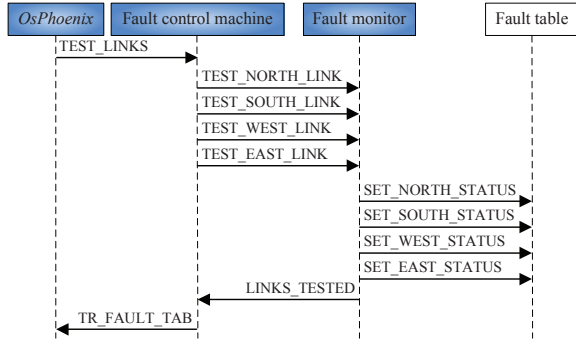 OsPhoenix Fault control machine Fault monitor Fault table
TEST_LINKS
TEST_NORTH_LINK
TEST_SOUTH_LINK
TEST_WEST_LINK
TEST_EAST_LINK
SET_NORTH_STATUS
SET_SOUTH_STATUS
SET_WEST_STATUS
SET_EAST_STATUS
LINKS_TESTED
TR_FAULT_TAB